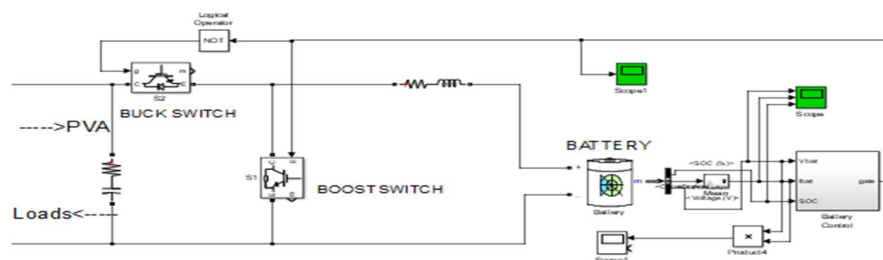 Logical
Operator
NOT
S2
BUCK SWITCH
----->PVA
Loads<-----
S1
BOOST SWITCH
Scope1
Scope
BATTERY
+
-
m
Battery
<SOC (%)>
Mean
<Voltage (V)>
Vbat
Ibat
SOC
gate
Battery
Control
×
Product4